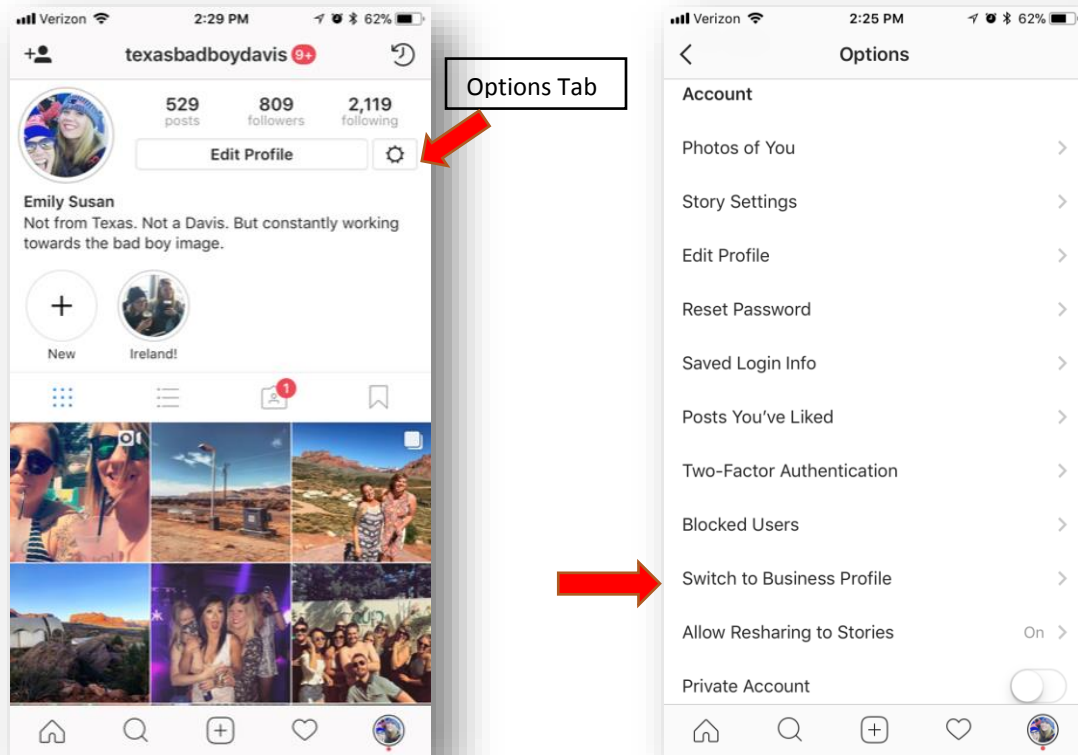 Verizon 2:29 PM 62%
texasbadboydavis 9+
529 809 2,119
posts followers following
Edit Profile
Emily Susan
Not from Texas. Not a Davis. But constantly working
towards the bad boy image.
New Ireland!
1
Options Tab
Verizon 2:25 PM 62%
Options
Account
Photos of You
Story Settings
Edit Profile
Reset Password
Saved Login Info
Posts You've Liked
Two-Factor Authentication
Blocked Users
Switch to Business Profile
Allow Resharing to Stories On
Private Account